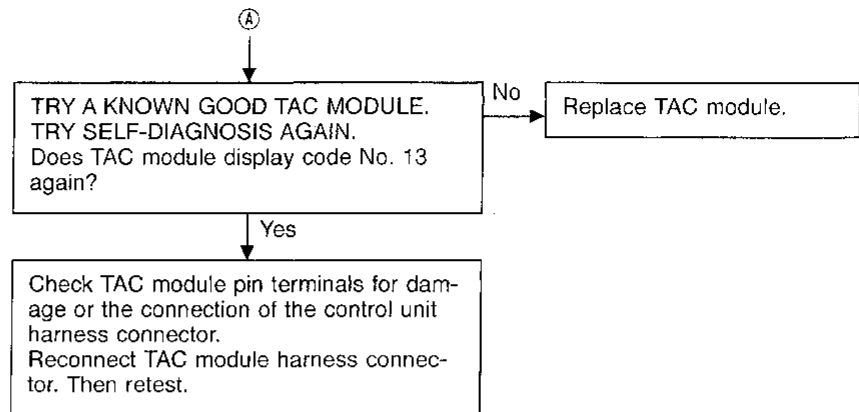 A
TRY A KNOWN GOOD TAC MODULE.
TRY SELF-DIAGNOSIS AGAIN.
Does TAC module display code No. 13
again?
No
Replace TAC module.
Yes
Check TAC module pin terminals for dam-
age or the connection of the control unit
harness connector.
Reconnect TAC module harness connec-
tor. Then retest.